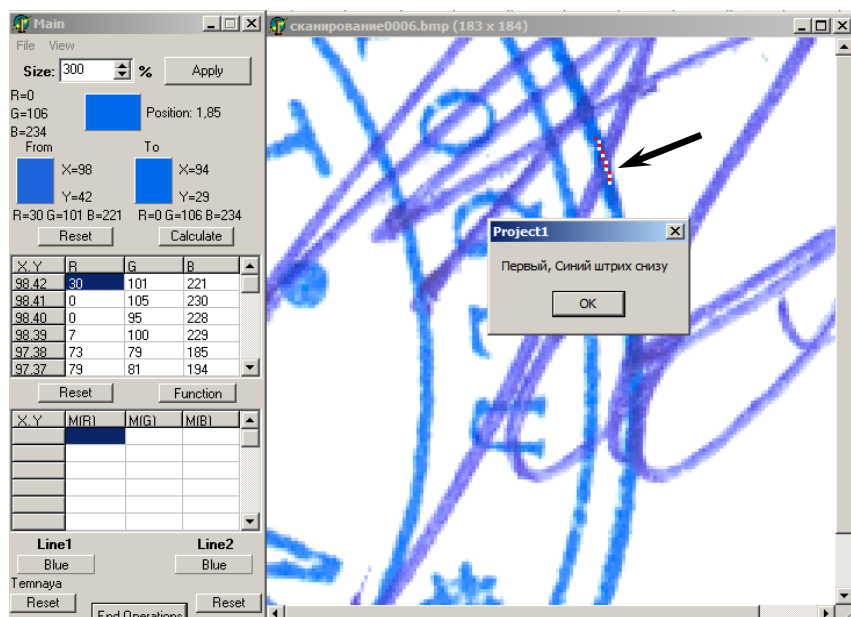 Main
File View
Size: 300 % Apply
R=0
G=106
B=234
Position: 1,85
From To
X=98 X=94
Y=42 Y=29
R=30 G=101 B=221 R=0 G=106 B=234
Reset Calculate
X,Y R G B
98.42 30 101 221
98.41 0 105 230
98.40 0 95 228
98.39 7 100 229
97.38 73 79 185
97.37 79 81 194
Reset Function
X,Y M(R) M(G) M(B)
Line1 Line2
Blue Blue
Temnaya
Reset End Operations Reset
сканирование0006.bmp (183 x 184)
Project1
Первый, Синий штрих снизу
OK